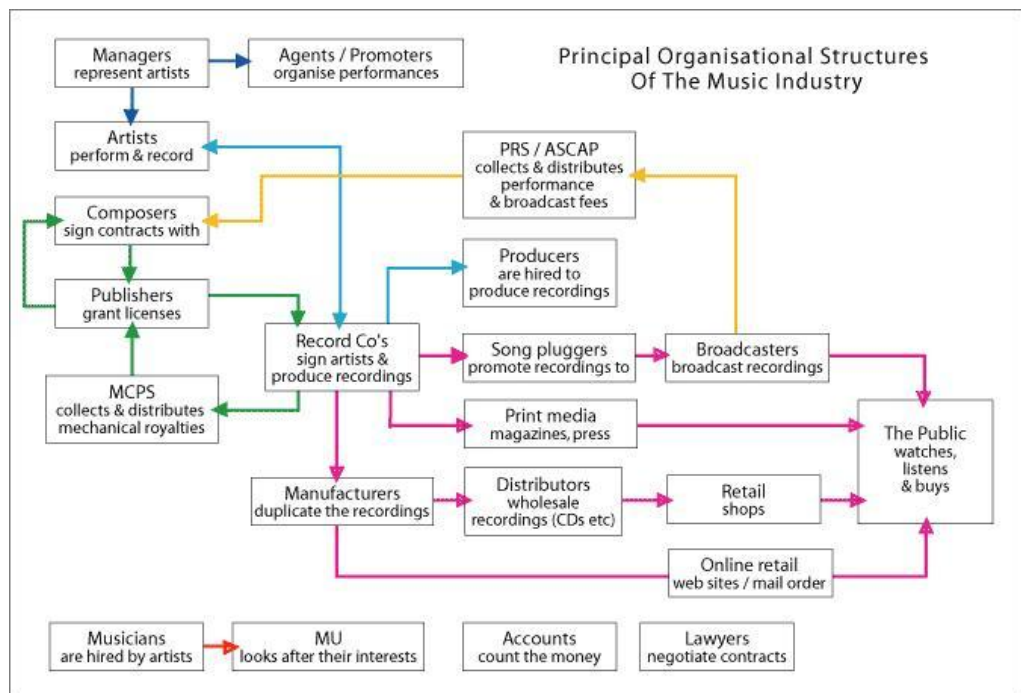 Principal Organisational Structures
Of The Music Industry
Managers
represent artists
Agents / Promoters
organise performances
Artists
perform & record
PRS / ASCAP
collects & distributes
performance
& broadcast fees
Composers
sign contracts with
Producers
are hired to
produce recordings
Publishers
grant licenses
Record Co's
sign artists &
produce recordings
Song pluggers
promote recordings to
Broadcasters
broadcast recordings
MCPS
collects & distributes
mechanical royalties
Print media
magazines, press
The Public
watches,
listens
& buys
Manufacturers
duplicate the recordings
Distributors
wholesale
recordings (CDs etc)
Retail
shops
Online retail
web sites / mail order
Musicians
are hired by artists
MU
looks after their interests
Accounts
count the money
Lawyers
negotiate contracts